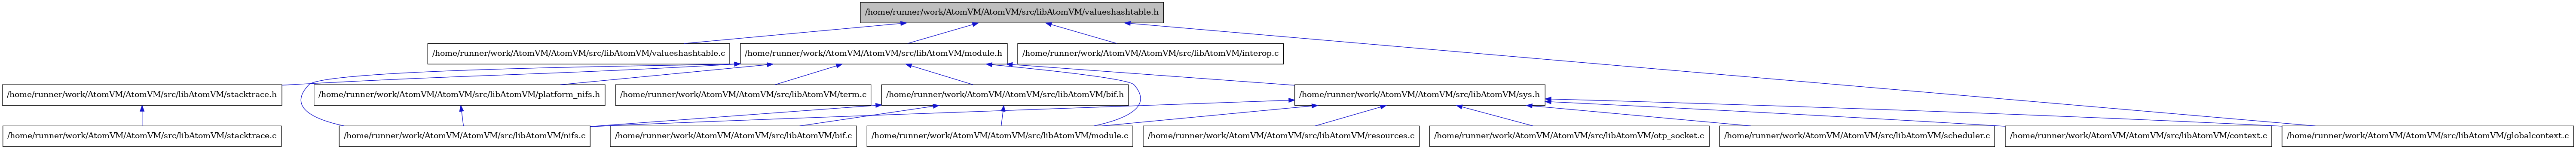 /home/runner/work/AtomVM/AtomVM/src/libAtomVM/valueshashtable.h
/home/runner/work/AtomVM/AtomVM/src/libAtomVM/valueshashtable.c
/home/runner/work/AtomVM/AtomVM/src/libAtomVM/module.h
/home/runner/work/AtomVM/AtomVM/src/libAtomVM/interop.c
/home/runner/work/AtomVM/AtomVM/src/libAtomVM/stacktrace.h
/home/runner/work/AtomVM/AtomVM/src/libAtomVM/platform_nifs.h
/home/runner/work/AtomVM/AtomVM/src/libAtomVM/term.c
/home/runner/work/AtomVM/AtomVM/src/libAtomVM/bif.h
/home/runner/work/AtomVM/AtomVM/src/libAtomVM/sys.h
/home/runner/work/AtomVM/AtomVM/src/libAtomVM/stacktrace.c
/home/runner/work/AtomVM/AtomVM/src/libAtomVM/nifs.c
/home/runner/work/AtomVM/AtomVM/src/libAtomVM/bif.c
/home/runner/work/AtomVM/AtomVM/src/libAtomVM/module.c
/home/runner/work/AtomVM/AtomVM/src/libAtomVM/resources.c
/home/runner/work/AtomVM/AtomVM/src/libAtomVM/otp_socket.c
/home/runner/work/AtomVM/AtomVM/src/libAtomVM/scheduler.c
/home/runner/work/AtomVM/AtomVM/src/libAtomVM/context.c
/home/runner/work/AtomVM/AtomVM/src/libAtomVM/globalcontext.c